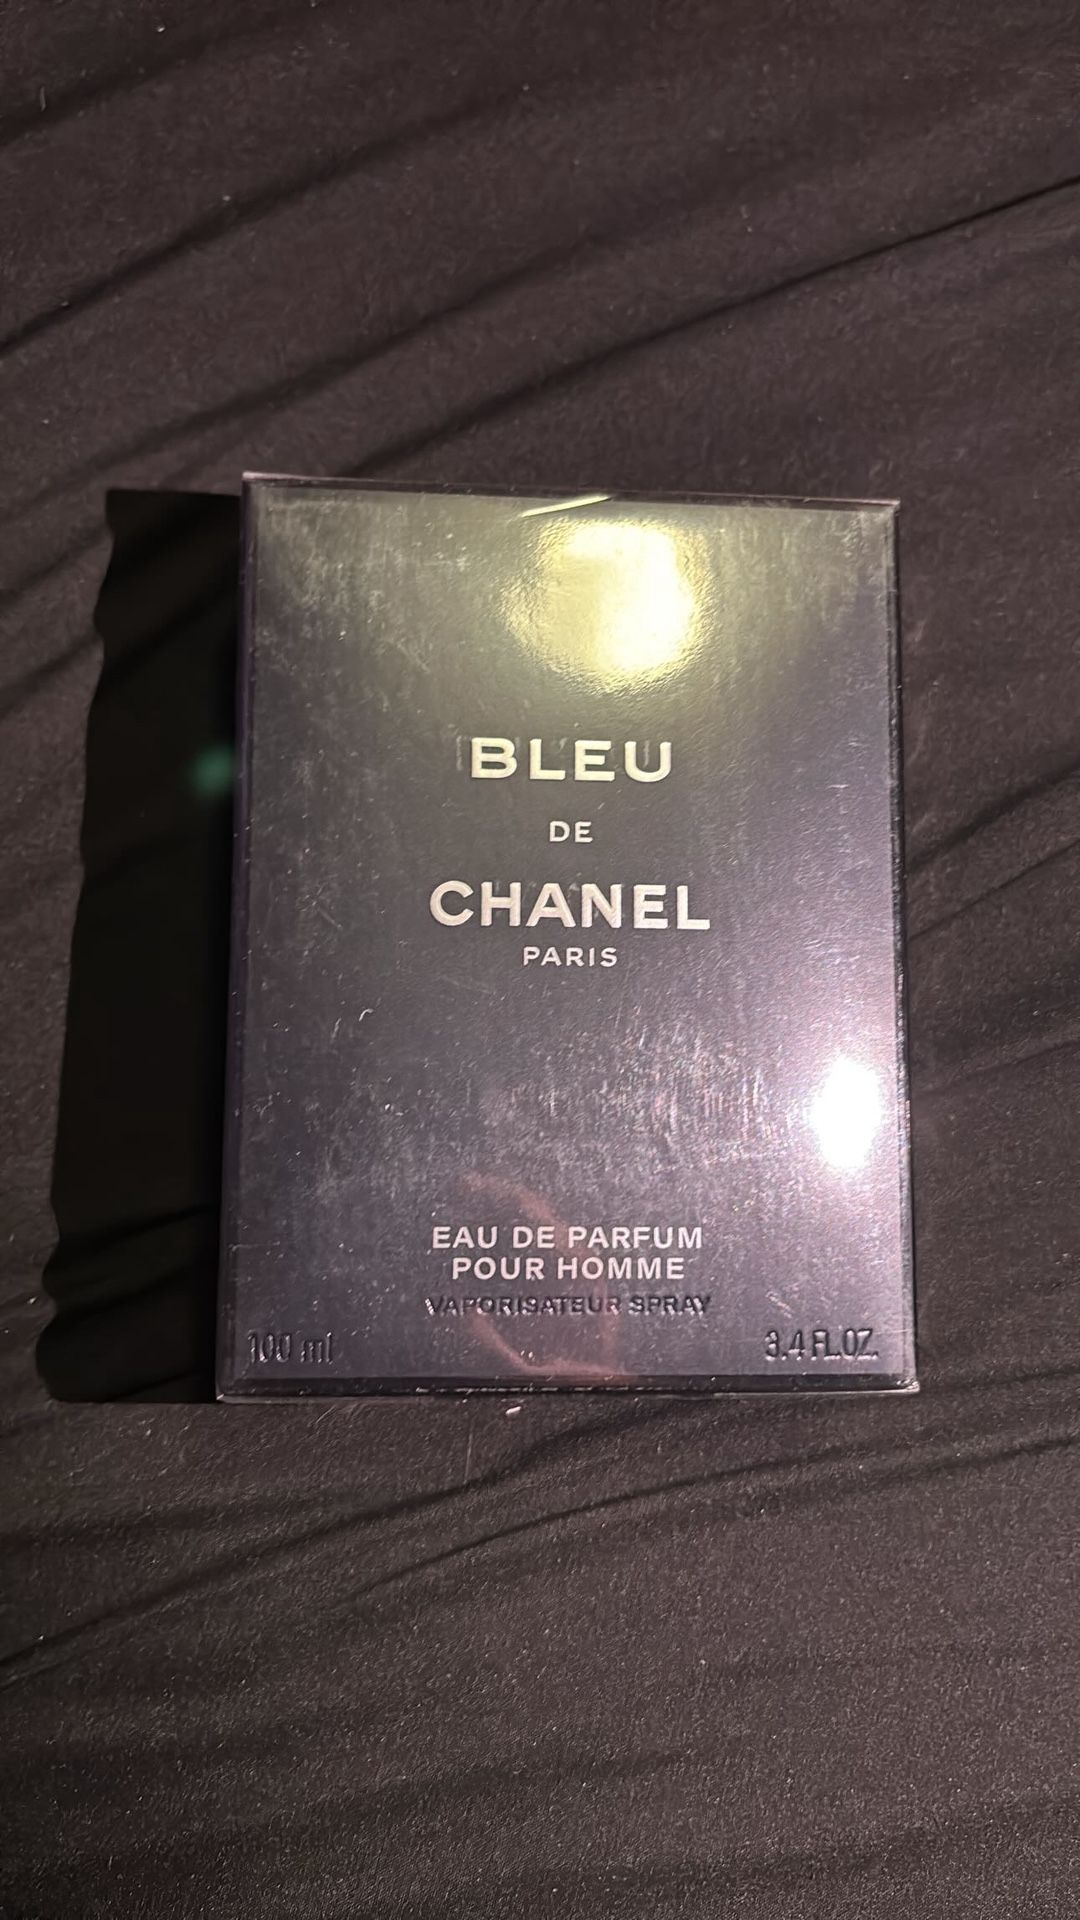 BLEU
DE
CHANEL
PARIS
EAU DE PARFUM
POUR HOMME
VAPORISATEUR SPRAY
100 ml 3.4 FL.OZ.